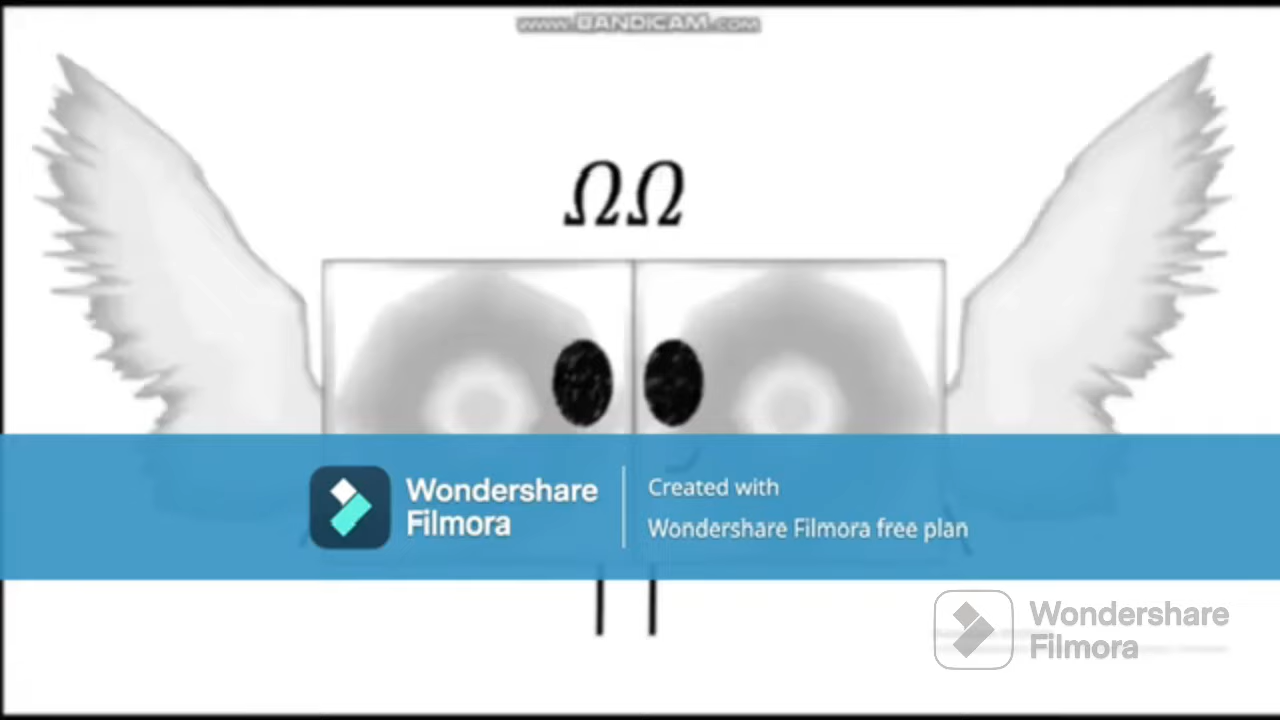 www.BANDICAM.com
ΩΩ
Wondershare
Filmora
Created with
Wondershare Filmora free plan
Wondershare
Filmora